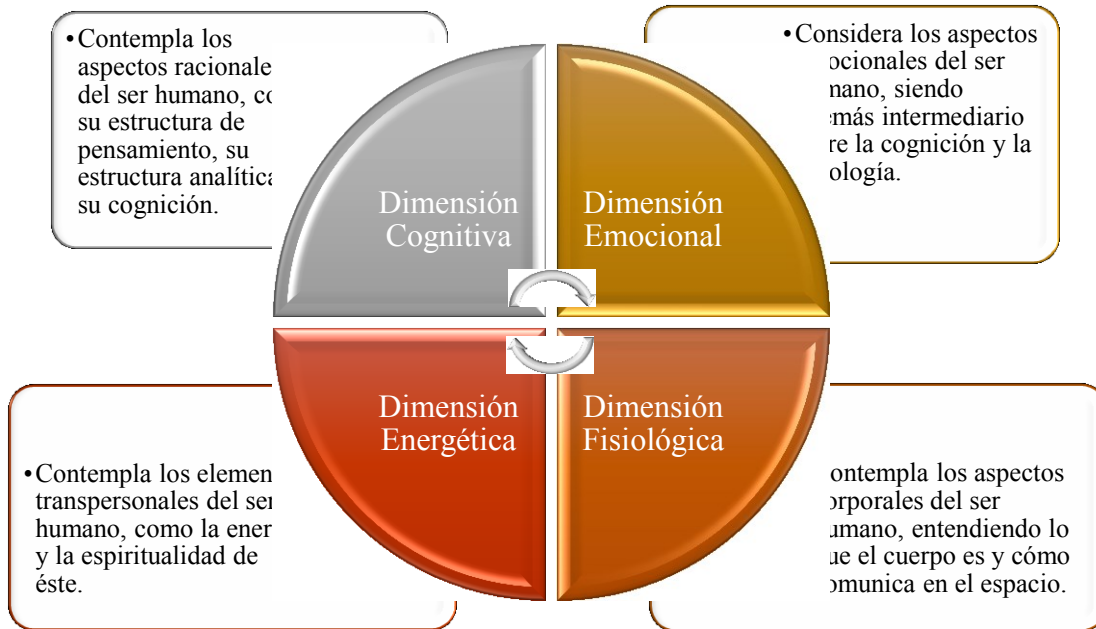 •Contempla los
aspectos racionale
del ser humano, co
su estructura de
pensamiento, su
estructura analítica
su cognición.
•Considera los aspectos
ocionales del ser
mano, siendo
emás intermediario
re la cognición y la
ología.
Dimensión
Cognitiva
Dimensión
Emocional
Dimensión
Energética
Dimensión
Fisiológica
•Contempla los elemen
transpersonales del ser
humano, como la ener
y la espiritualidad de
éste.
ontempla los aspectos
orporales del ser
umano, entendiendo lo
ue el cuerpo es y cómo
omunica en el espacio.